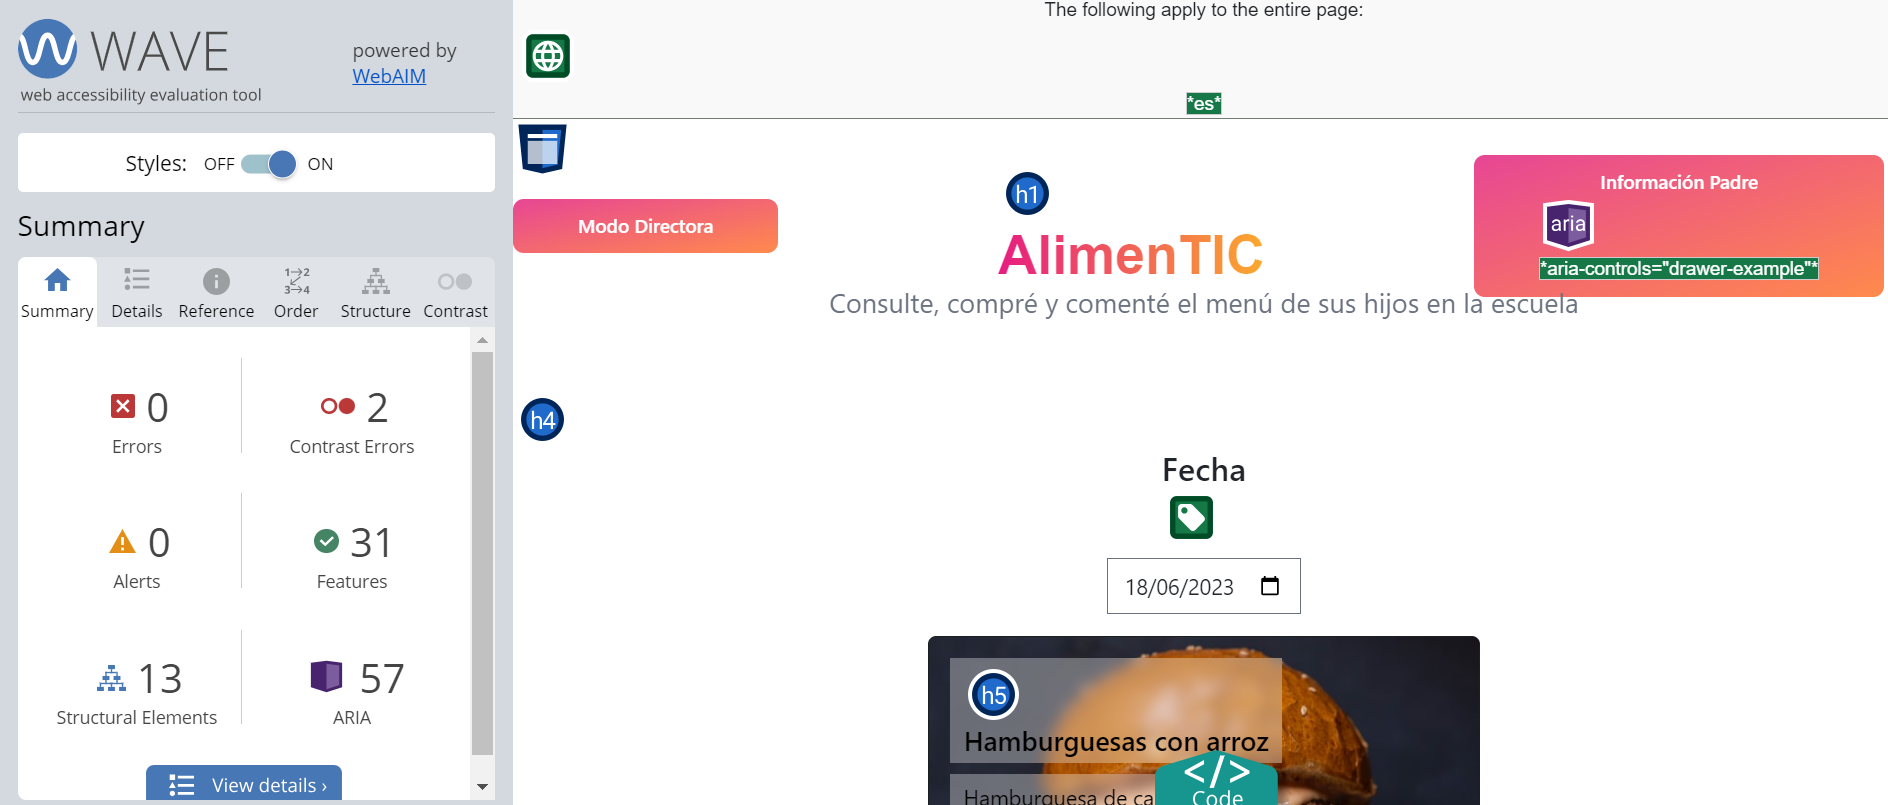 WAVE
web accessibility evaluation tool
powered by
WebAIM
Styles: OFF ON
Summary
Summary Details Reference Order Structure Contrast
0
Errors
2
Contrast Errors
0
Alerts
31
Features
13
Structural Elements
57
ARIA
View details ›
The following apply to the entire page:
*es*
Modo Directora
h1
AlimenTIC
Consulte, compré y comenté el menú de sus hijos en la escuela
Información Padre
aria
*aria-controls="drawer-example"*
h4
Fecha
18/06/2023
h5
Hamburguesas con arroz
Hamburguesa de ca
</>
Code